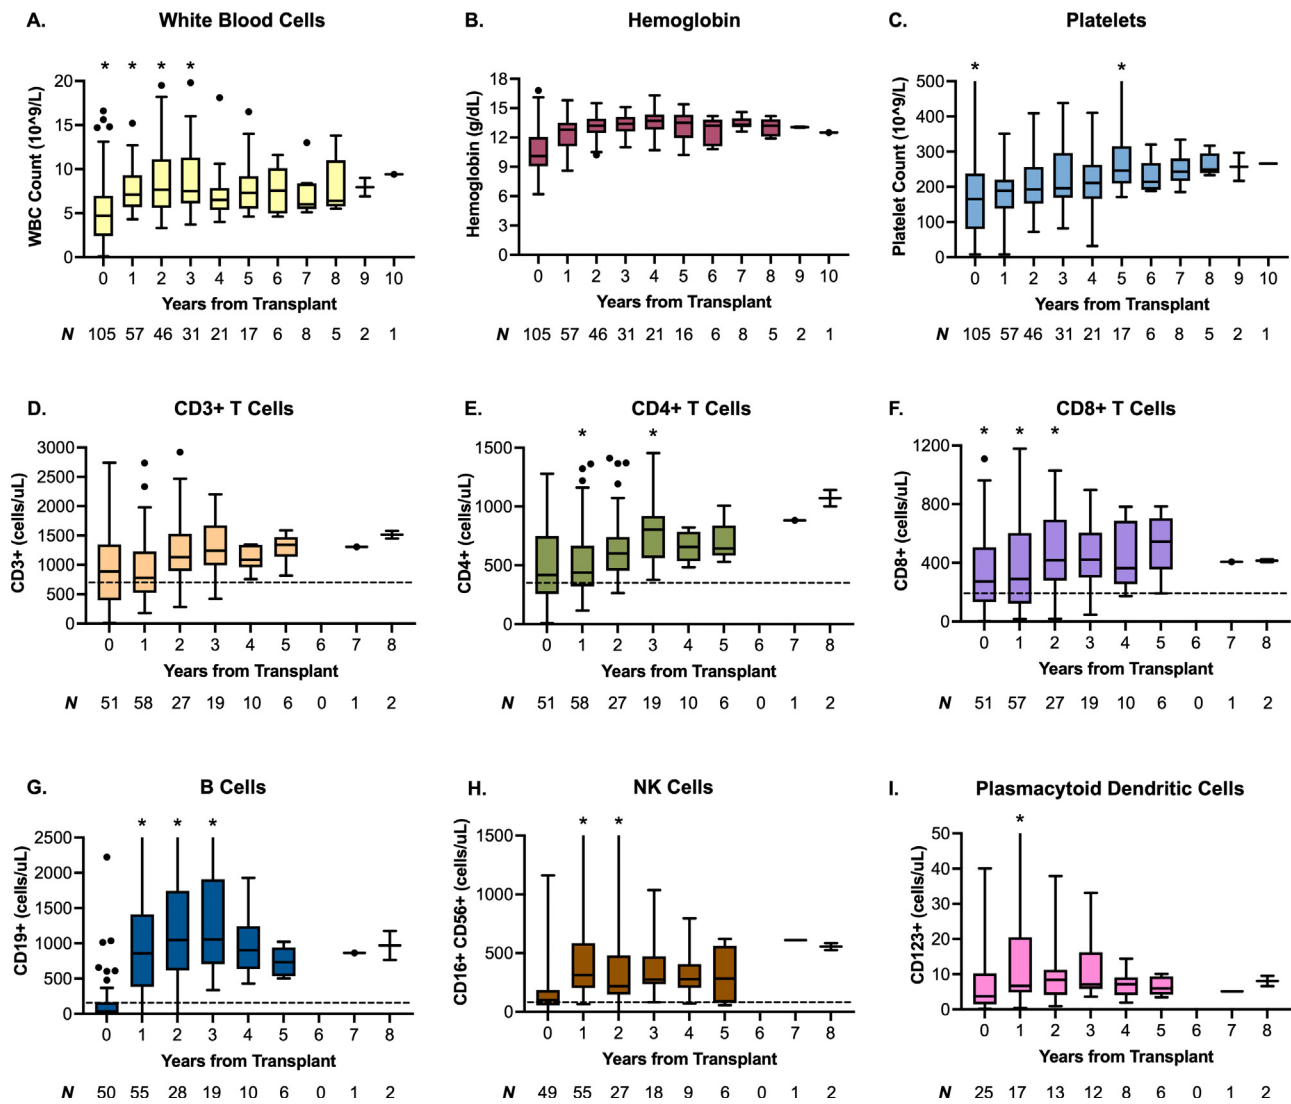 A. White Blood Cells
* * * *
WBC Count (10^9/L)
20
15
10
5
0
0 1 2 3 4 5 6 7 8 9 10
Years from Transplant
N 105 57 46 31 21 17 6 8 5 2 1
B. Hemoglobin
Hemoglobin (g/dL)
18
15
12
9
6
3
0
0 1 2 3 4 5 6 7 8 9 10
Years from Transplant
N 105 57 46 31 21 16 6 8 5 2 1
C. Platelets
* *
Platelet Count (10^9/L)
500
400
300
200
100
0
0 1 2 3 4 5 6 7 8 9 10
Years from Transplant
N 105 57 46 31 21 17 6 8 5 2 1
D. CD3+ T Cells
CD3+ (cells/uL)
3000
2500
2000
1500
1000
500
0
0 1 2 3 4 5 6 7 8
Years from Transplant
N 51 58 27 19 10 6 0 1 2
E. CD4+ T Cells
* *
CD4+ (cells/uL)
1500
1000
500
0
0 1 2 3 4 5 6 7 8
Years from Transplant
N 51 58 27 19 10 6 0 1 2
F. CD8+ T Cells
* * *
CD8+ (cells/uL)
1200
800
400
0
0 1 2 3 4 5 6 7 8
Years from Transplant
N 51 57 27 19 10 6 0 1 2
G. B Cells
* * *
CD19+ (cells/uL)
2500
2000
1500
1000
500
0
0 1 2 3 4 5 6 7 8
Years from Transplant
N 50 55 28 19 10 6 0 1 2
H. NK Cells
* *
CD16+ CD56+ (cells/uL)
1500
1000
500
0
0 1 2 3 4 5 6 7 8
Years from Transplant
N 49 55 27 18 9 6 0 1 2
I. Plasmacytoid Dendritic Cells
*
CD123+ (cells/uL)
50
40
30
20
10
0
0 1 2 3 4 5 6 7 8
Years from Transplant
N 25 17 13 12 8 6 0 1 2